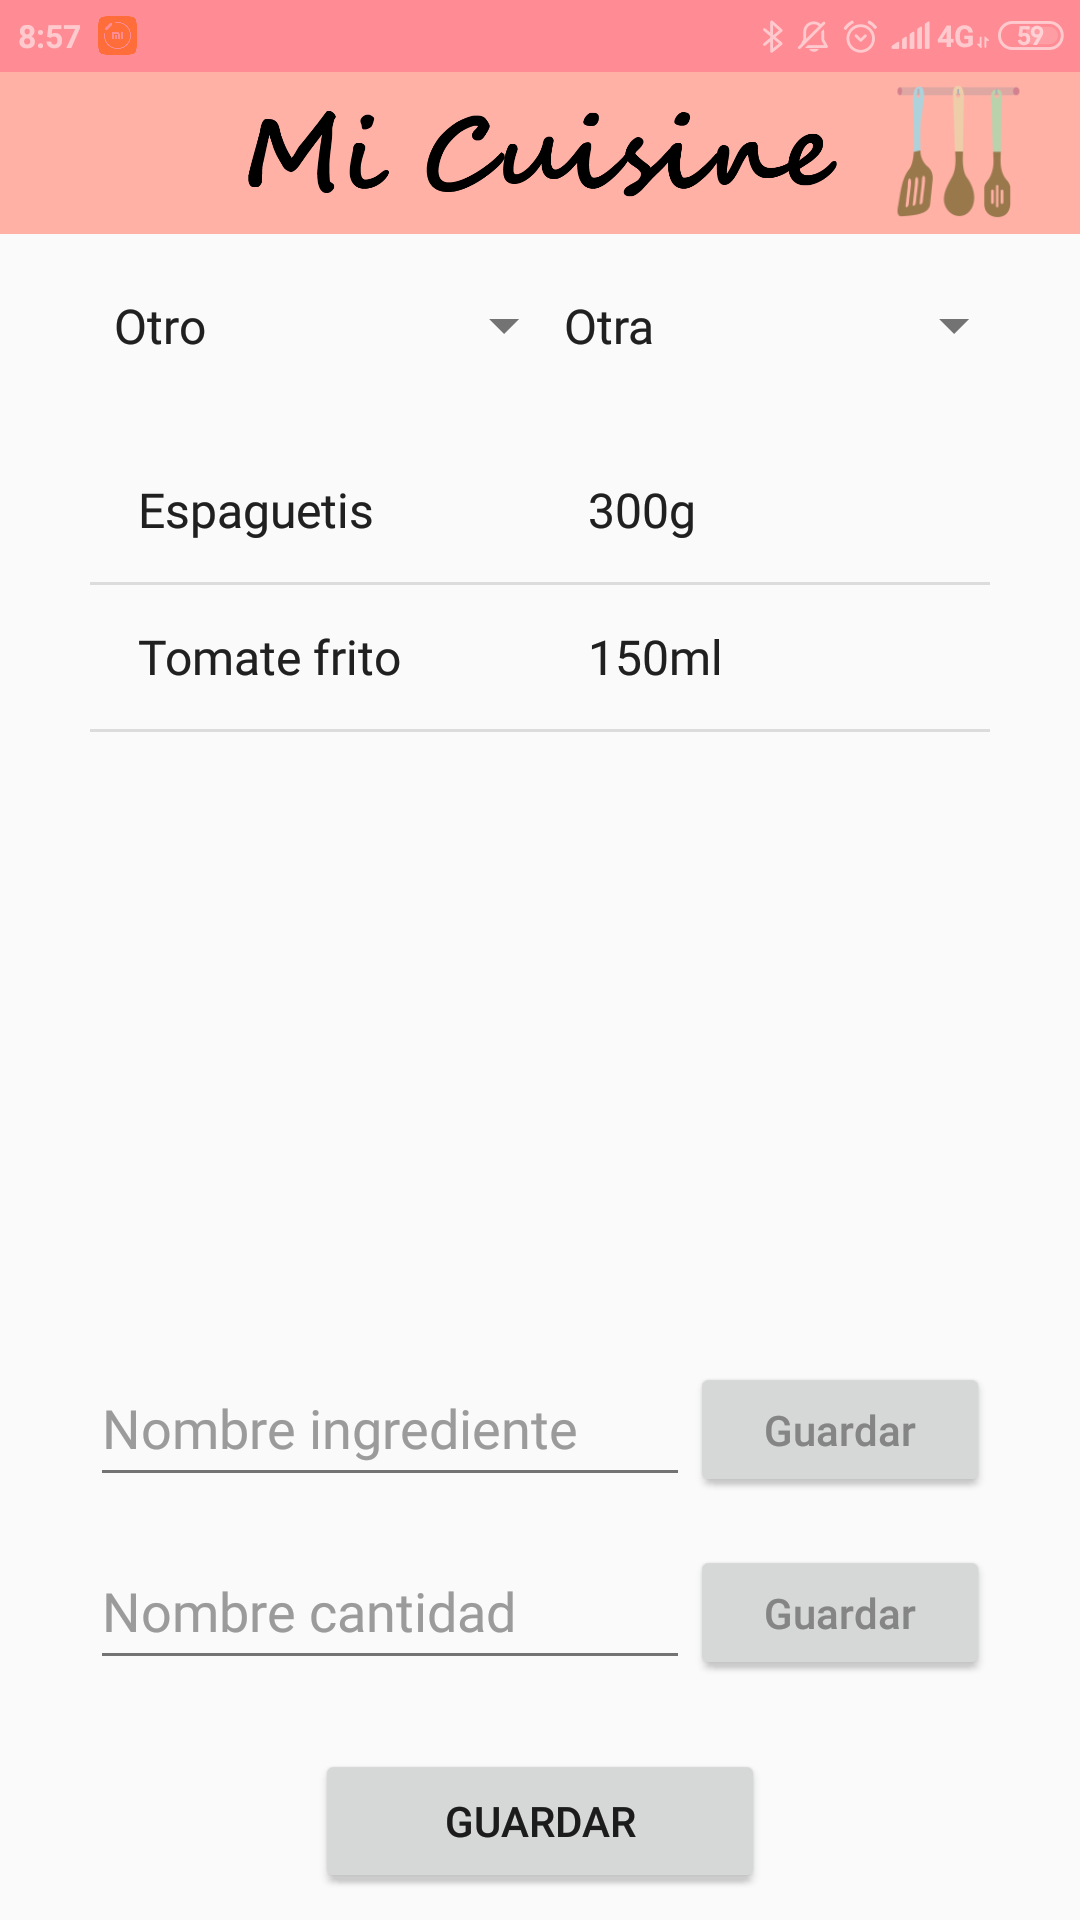 8:57 mi 4G 59
Mi Cuisine
Otro Otra
Espaguetis 300g
Tomate frito 150ml
Nombre ingrediente Guardar
Nombre cantidad Guardar
GUARDAR